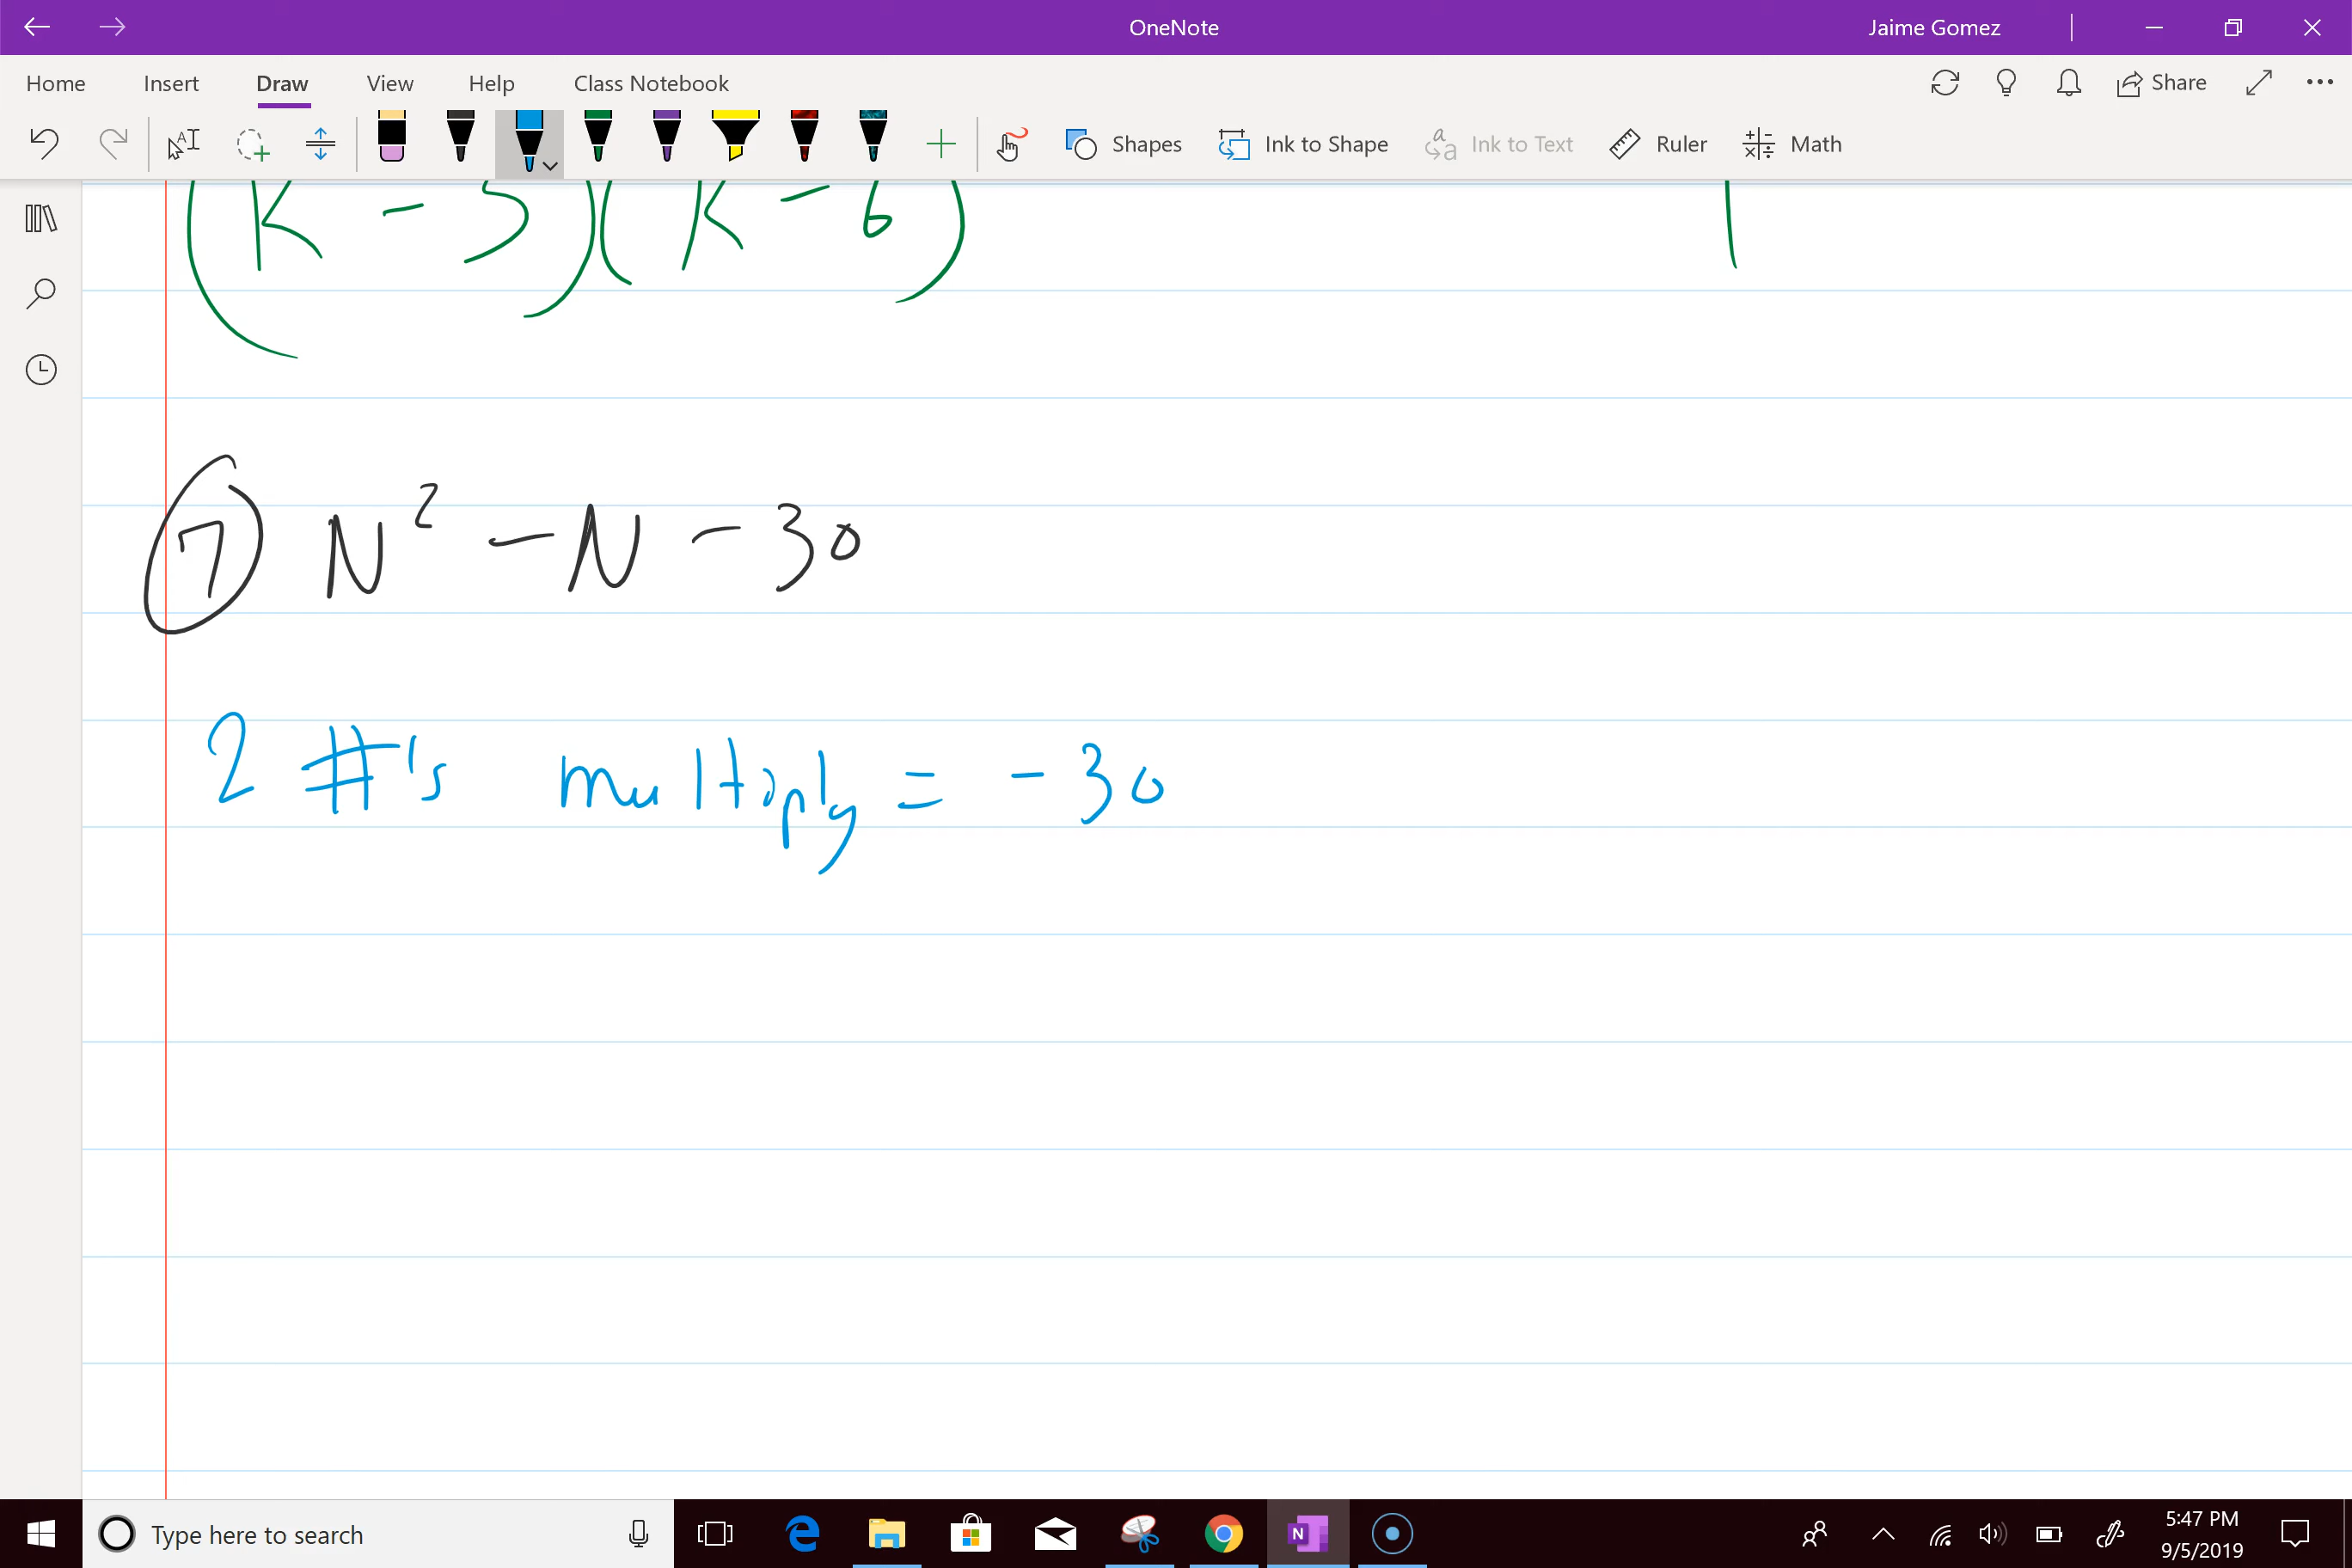 OneNote
Jaime Gomez
Home Insert Draw View Help Class Notebook Share
Shapes Ink to Shape Ink to Text Ruler Math
(K - 5)(K - 6)
7 N² - N - 30
2 #'s multiply = -30
Type here to search
5:47 PM
9/5/2019